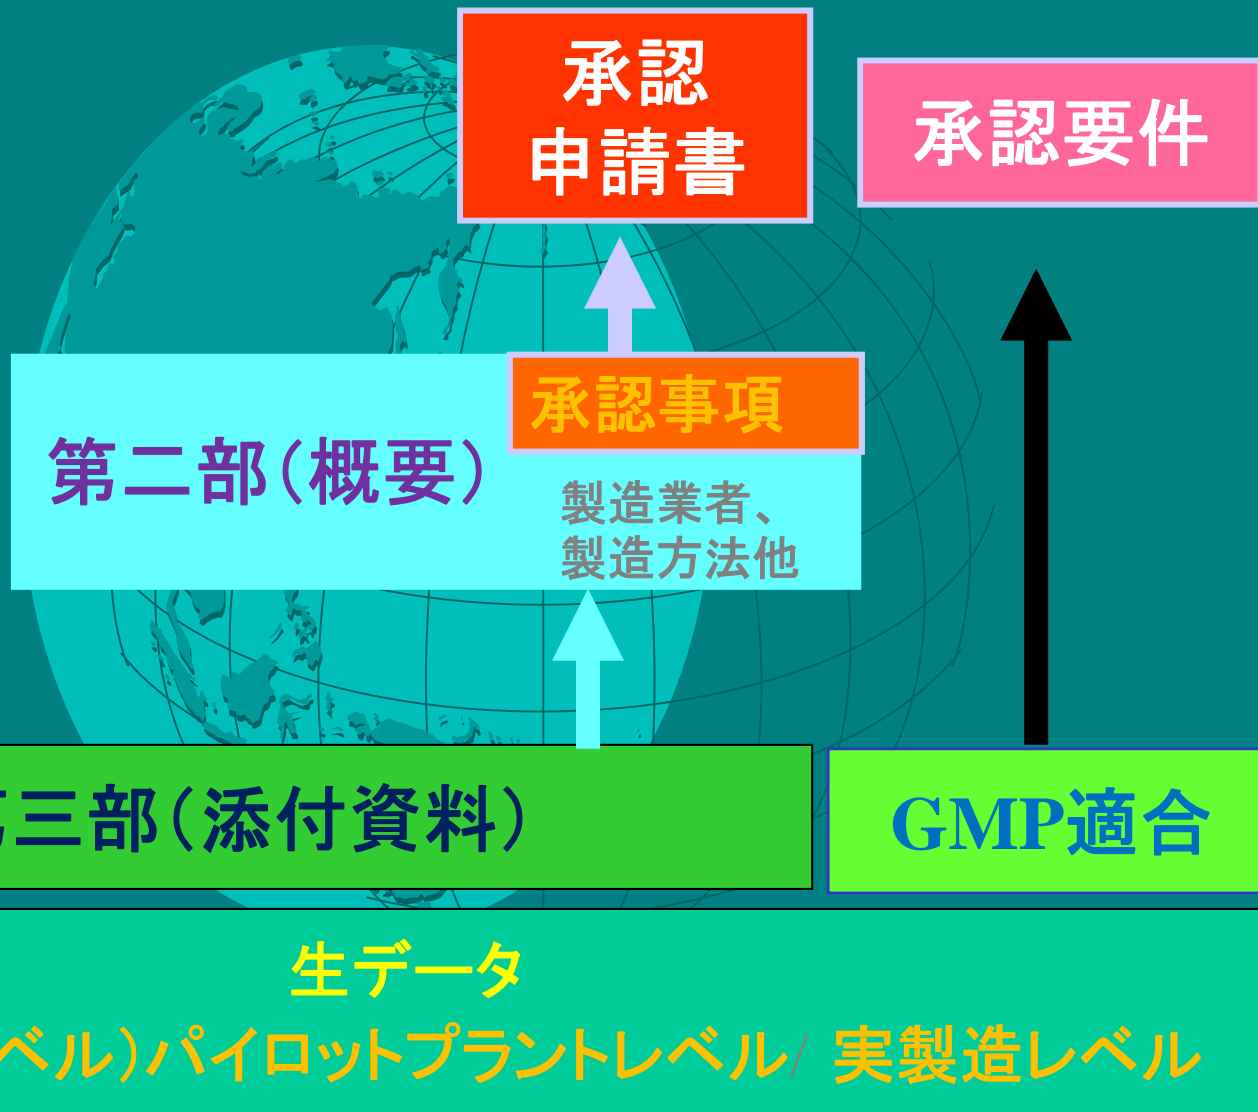 承認
申請書
承認要件
承認事項
第二部（概要）
製造業者、
製造方法他
三部（添付資料）
GMP適合
生データ
ベル）パイロットプラントレベル/ 実製造レベル